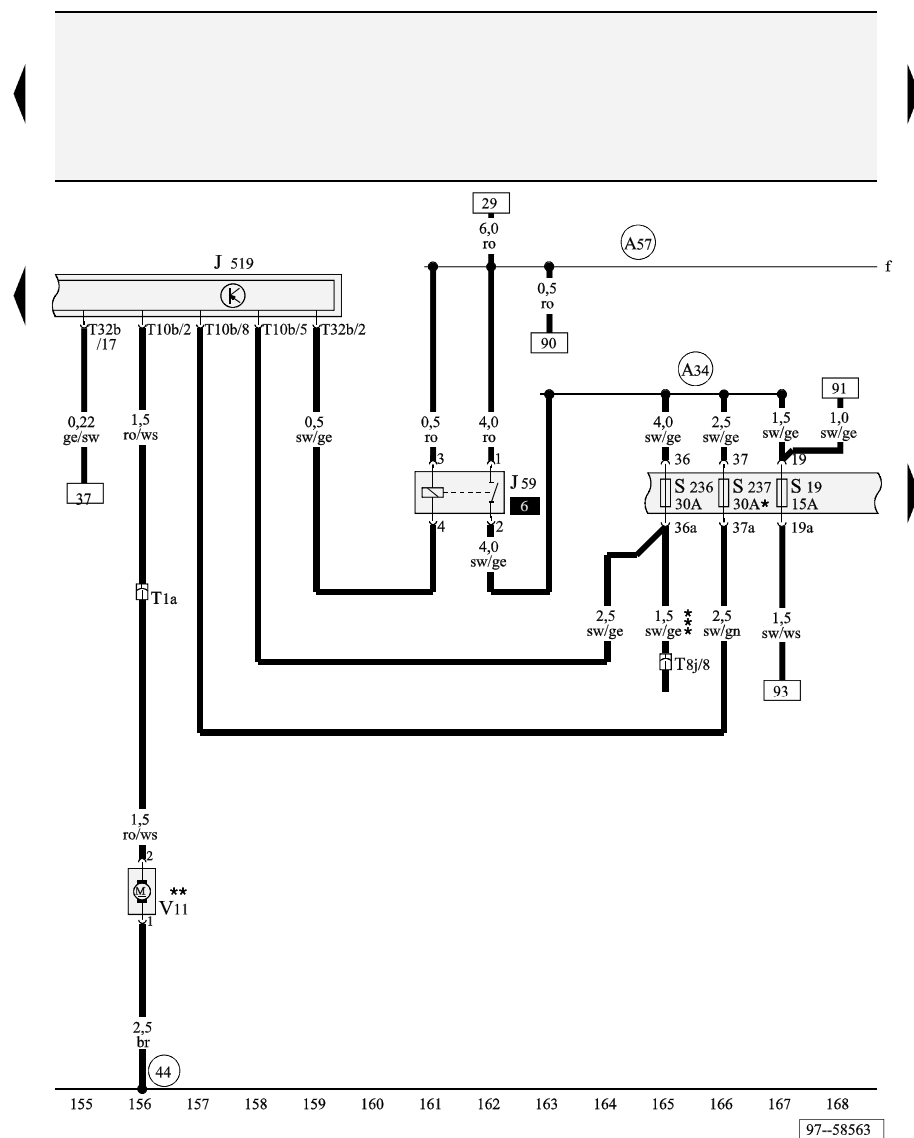 29
6,0
ro
A57
f
J 519
0,5
ro
T32b
/17
T10b/2
T10b/8
T10b/5
T32b/2
90
A34
91
0,22
ge/sw
1,5
ro/ws
0,5
sw/ge
0,5
ro
4,0
ro
4,0
sw/ge
2,5
sw/ge
1,5
sw/ge
1,0
sw/ge
3
1
36
37
19
37
J 59
6
S 236
30A
S 237
30A*
S 19
15A
4
2
36a
37a
19a
4,0
sw/ge
T1a
2,5
sw/ge
1,5
sw/ge
***
2,5
sw/gn
1,5
sw/ws
T8j/8
93
1,5
ro/ws
2
M
**
V11
1
2,5
br
44
155 156 157 158 159 160 161 162 163 164 165 166 167 168
97--58563